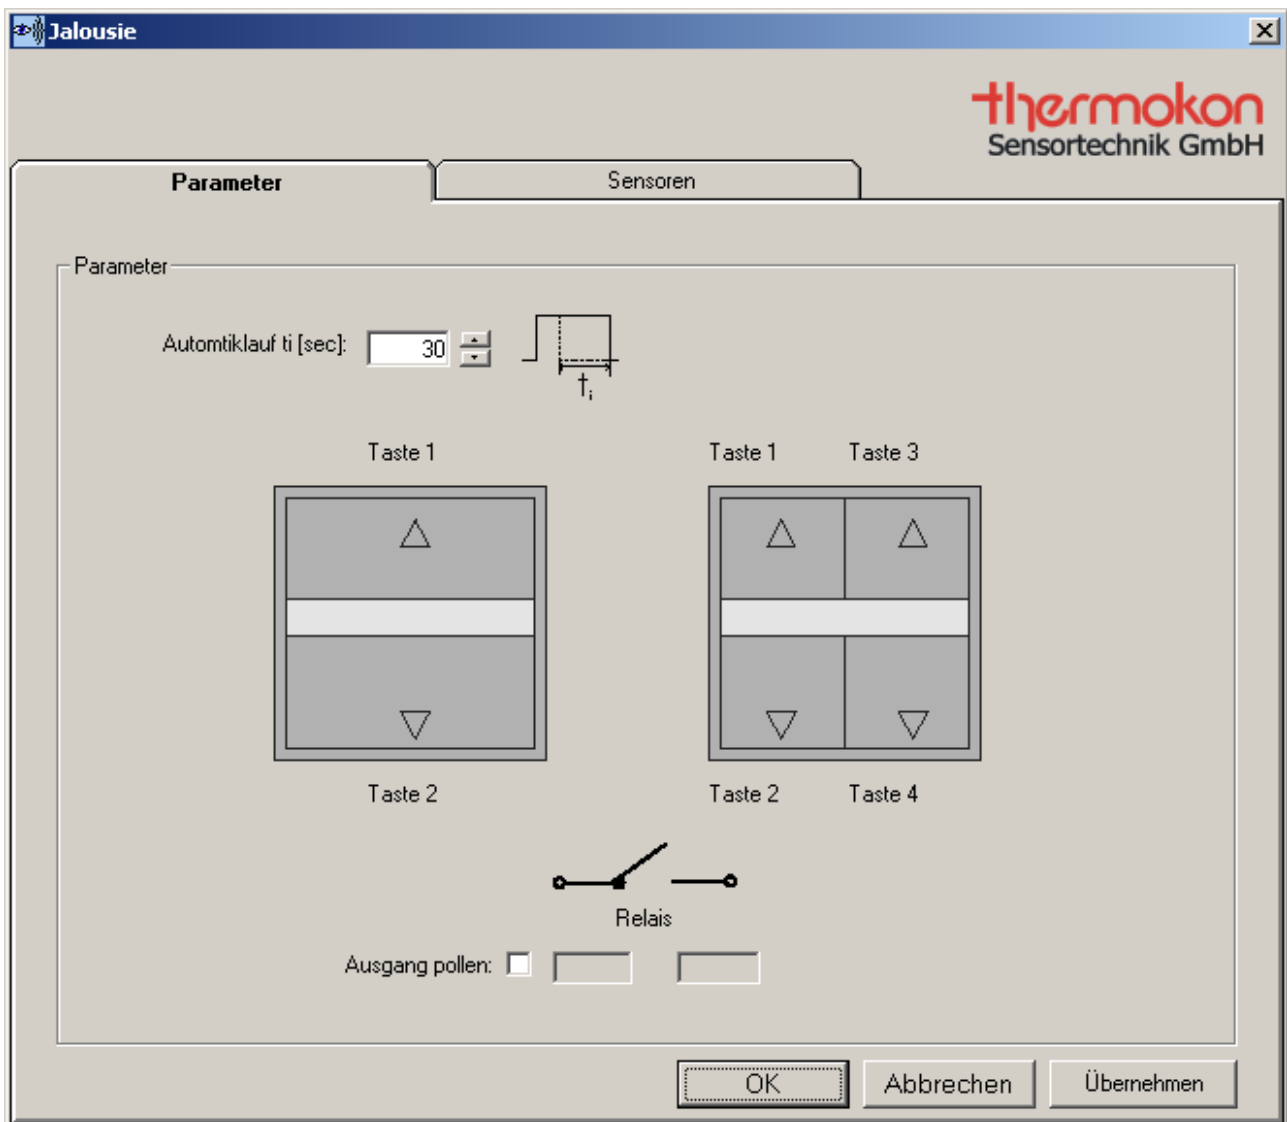 Jalousie
thermokon
Sensortechnik GmbH
Parameter
Sensoren
Parameter
Automtiklauf ti [sec]:
30
ti
Taste 1
Taste 1 Taste 3
Taste 2
Taste 2 Taste 4
Relais
Ausgang pollen:
OK
Abbrechen
Übernehmen